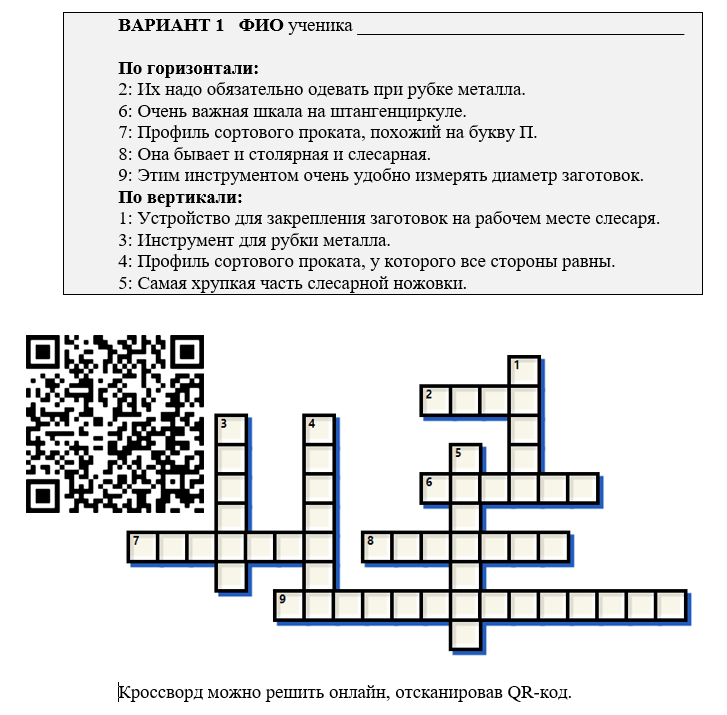 ВАРИАНТ 1 ФИО ученика ___________________________________
По горизонтали:
2: Их надо обязательно одевать при рубке металла.
6: Очень важная шкала на штангенциркуле.
7: Профиль сортового проката, похожий на букву П.
8: Она бывает и столярная и слесарная.
9: Этим инструментом очень удобно измерять диаметр заготовок.
По вертикали:
1: Устройство для закрепления заготовок на рабочем месте слесаря.
3: Инструмент для рубки металла.
4: Профиль сортового проката, у которого все стороны равны.
5: Самая хрупкая часть слесарной ножовки.
1
2
3
4
5
6
7
8
9
Кроссворд можно решить онлайн, отсканировав QR-код.